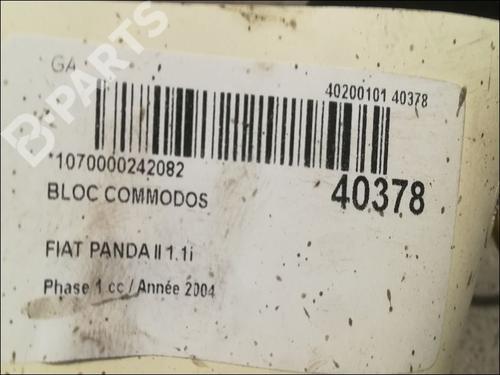 GA
B-PARTS
40200101 40378
*1070000242082
40378
BLOC COMMODOS
FIAT PANDA II 1.1i
Phase 1 cc / Année 2004